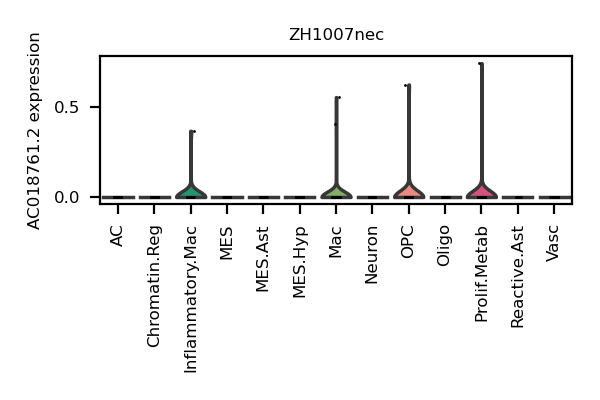 ZH1007nec
AC018761.2 expression
0.5
0.0
AC
Chromatin.Reg
Inflammatory.Mac
MES
MES.Ast
MES.Hyp
Mac
Neuron
OPC
Oligo
Prolif.Metab
Reactive.Ast
Vasc